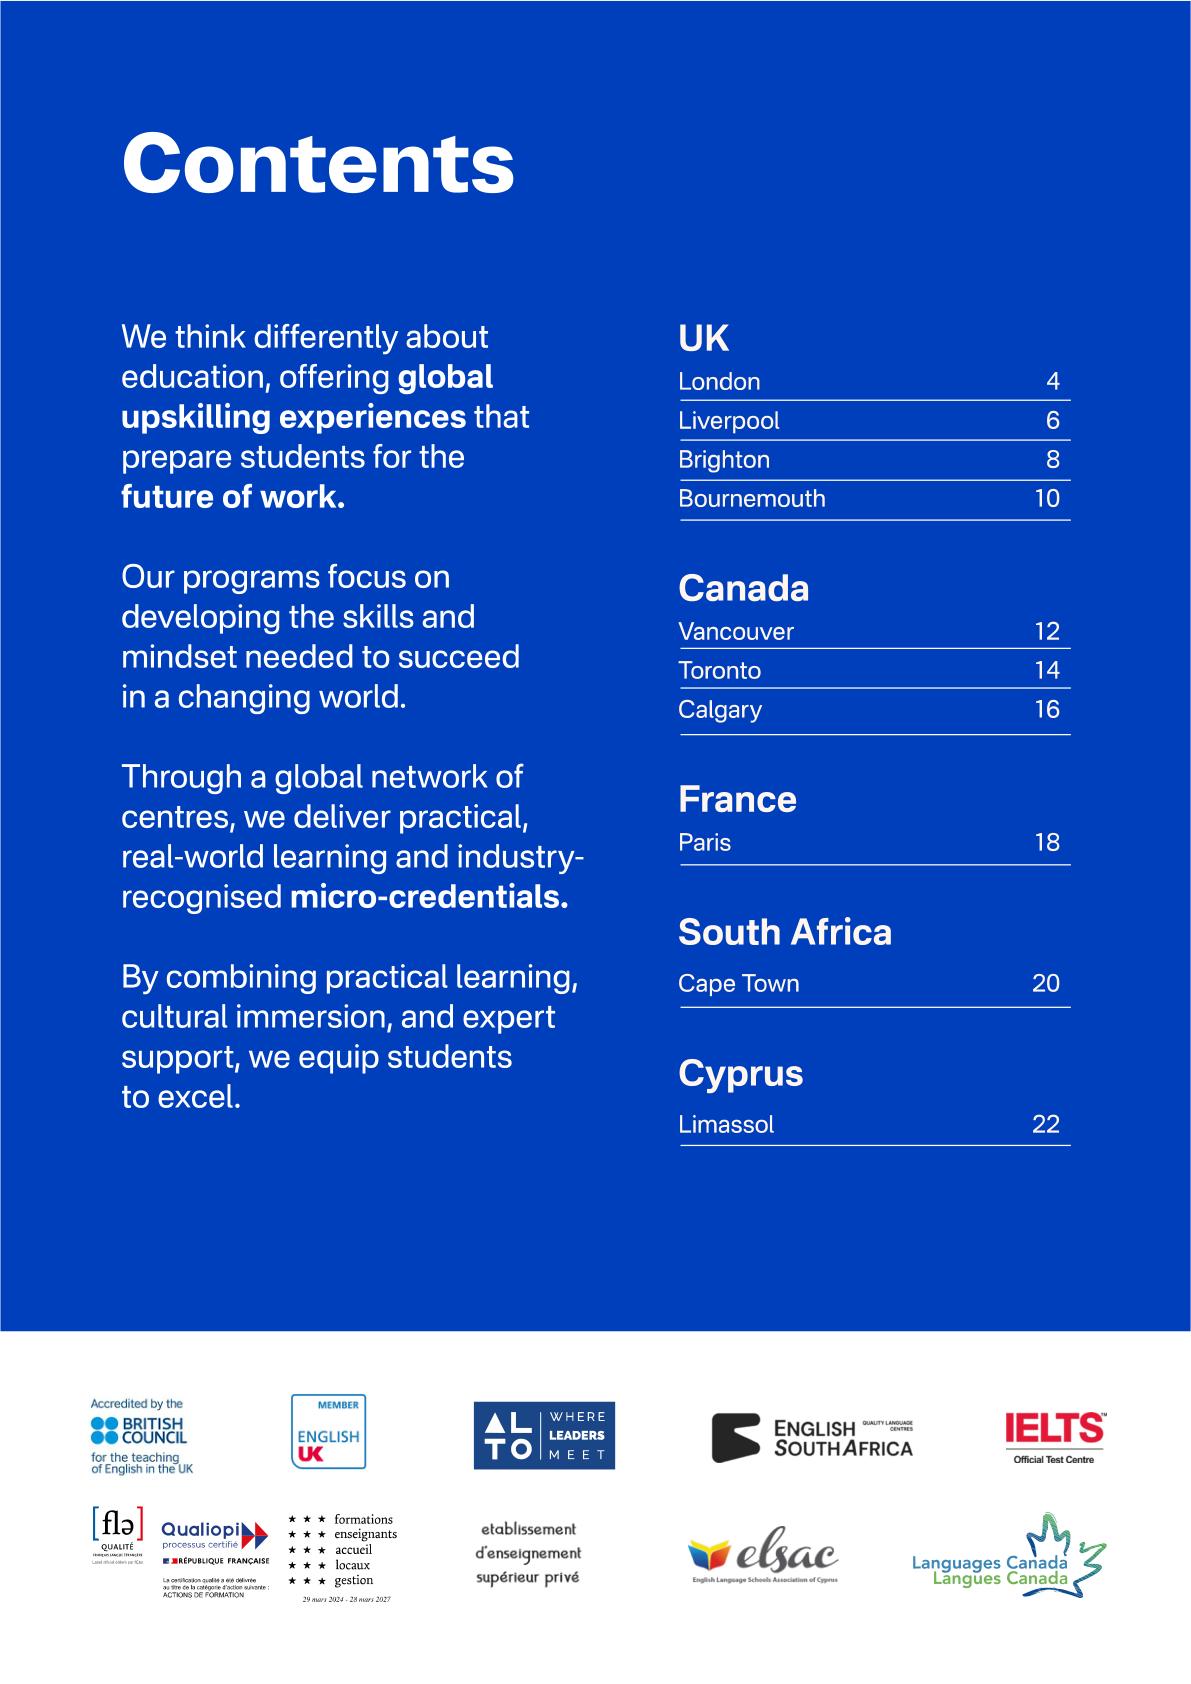 Contents
We think differently about
education, offering global
upskilling experiences that
prepare students for the
future of work.
Our programs focus on
developing the skills and
mindset needed to succeed
in a changing world.
Through a global network of
centres, we deliver practical,
real-world learning and industry-
recognised micro-credentials.
By combining practical learning,
cultural immersion, and expert
support, we equip students
to excel.
UK
London 4
Liverpool 6
Brighton 8
Bournemouth 10
Canada
Vancouver 12
Toronto 14
Calgary 16
France
Paris 18
South Africa
Cape Town 20
Cyprus
Limassol 22
Accredited by the
BRITISH
COUNCIL
for the teaching
of English in the UK
MEMBER
ENGLISH
UK
ALTO
WHERE
LEADERS
MEET
ENGLISH
SOUTHAFRICA
QUALITY LANGUAGE
CENTRES
IELTS™
Official Test Centre
[flə]
QUALITÉ
FRANÇAIS LANGUE ÉTRANGÈRE
Qualiopi
processus certifié
RÉPUBLIQUE FRANÇAISE
La certification qualité a été délivrée
au titre de la catégorie d'action suivante :
ACTIONS DE FORMATION
★ ★ ★ formations
★ ★ ★ enseignants
★ ★ ★ accueil
★ ★ ★ locaux
★ ★ ★ gestion
29 mars 2024 - 28 mars 2027
etablissement
d'enseignement
supérieur privé
elsac
English Language Schools Association of Cyprus
Languages Canada
Langues Canada